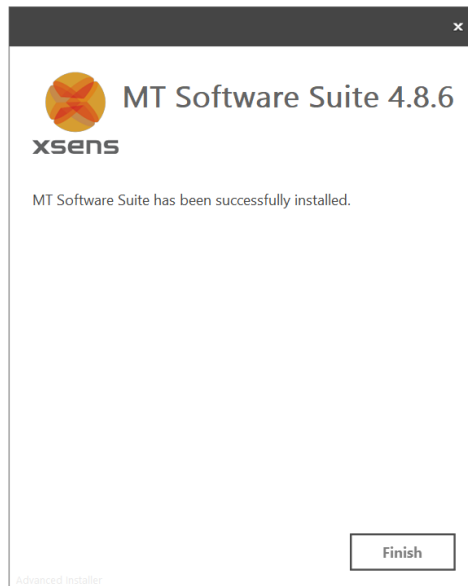 x
MT Software Suite 4.8.6
xsens
MT Software Suite has been successfully installed.
Finish
Advanced Installer